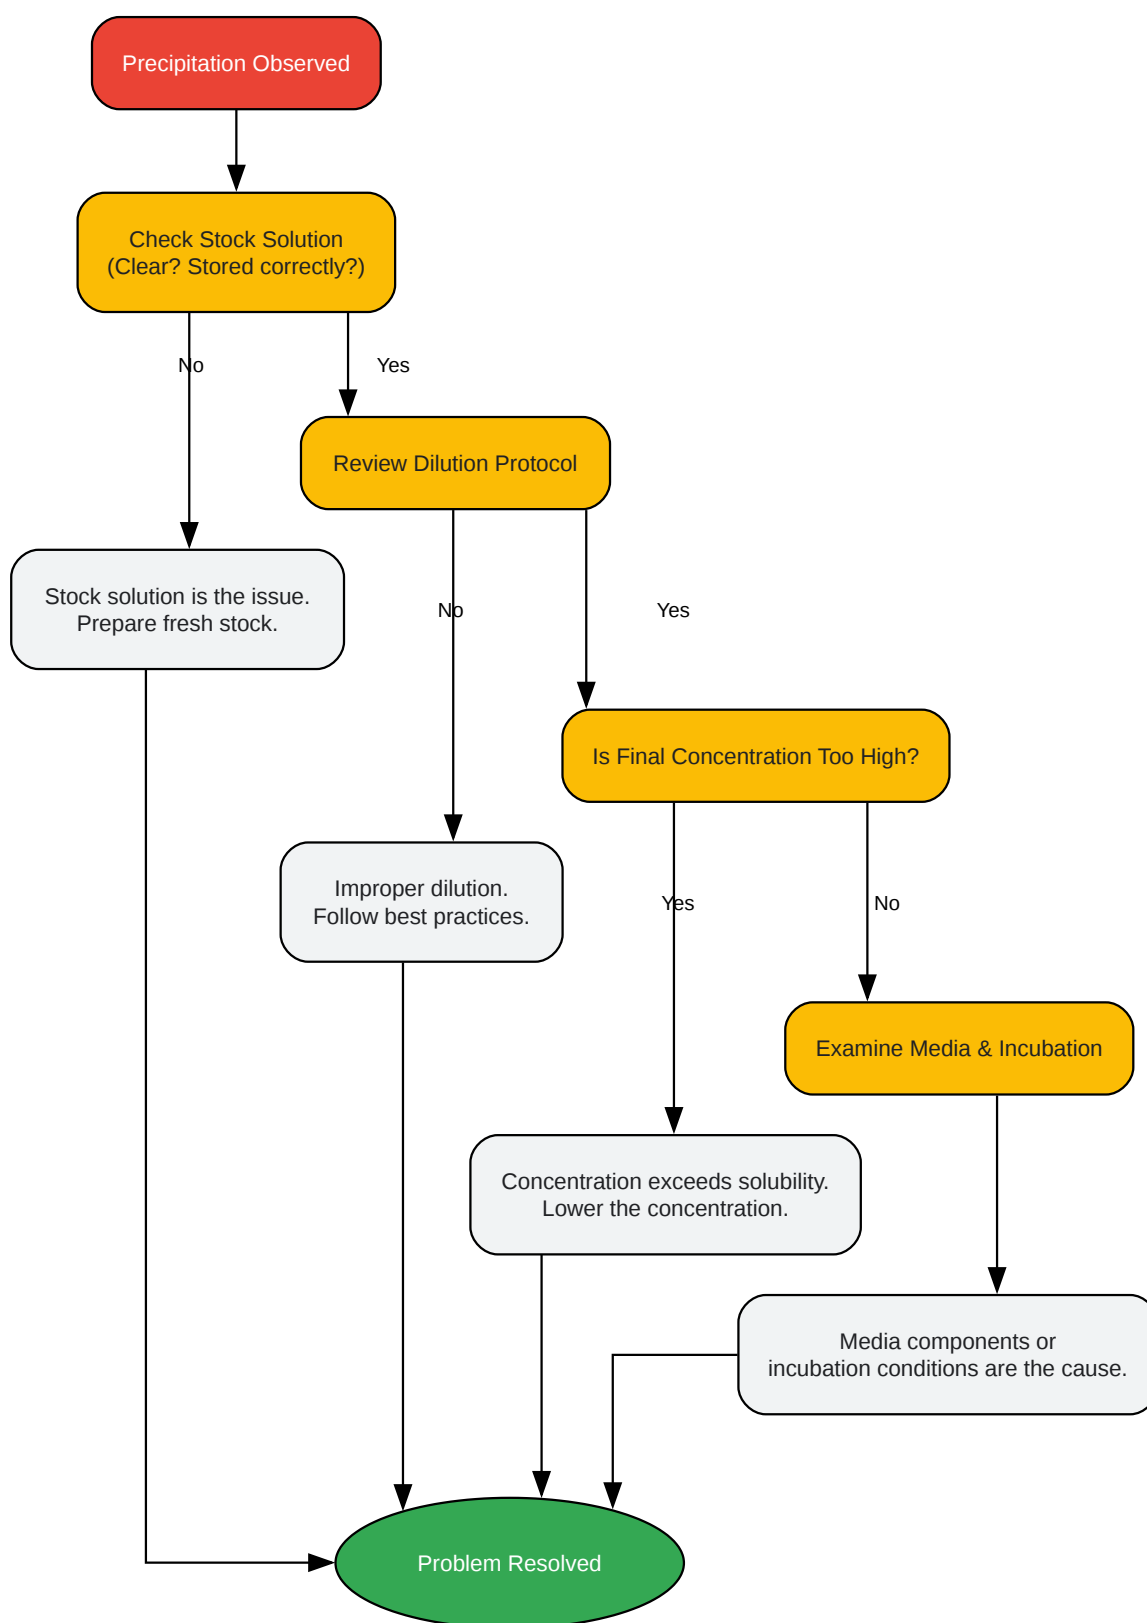 Precipitation Observed
Check Stock Solution
(Clear? Stored correctly?)
No
Yes
Review Dilution Protocol
Stock solution is the issue.
Prepare fresh stock.
No
Yes
Is Final Concentration Too High?
Improper dilution.
Follow best practices.
Yes
No
Examine Media & Incubation
Concentration exceeds solubility.
Lower the concentration.
Media components or
incubation conditions are the cause.
Problem Resolved